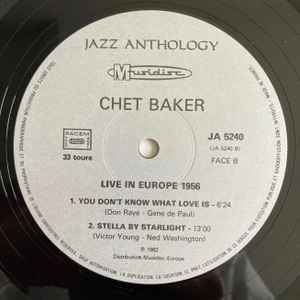 JAZZ ANTHOLOGY
Musidisc
CHET BAKER
SACEM
JA 5240
(JA 5240 B)
33 tours
FACE B
LIVE IN EUROPE 1956
1. YOU DON'T KNOW WHAT LOVE IS - 6'24
(Don Raye - Gene de Paul)
2. STELLA BY STARLIGHT - 13'00
(Victor Young - Ned Washington)
℗ 1982
Distribution Musidisc Europe